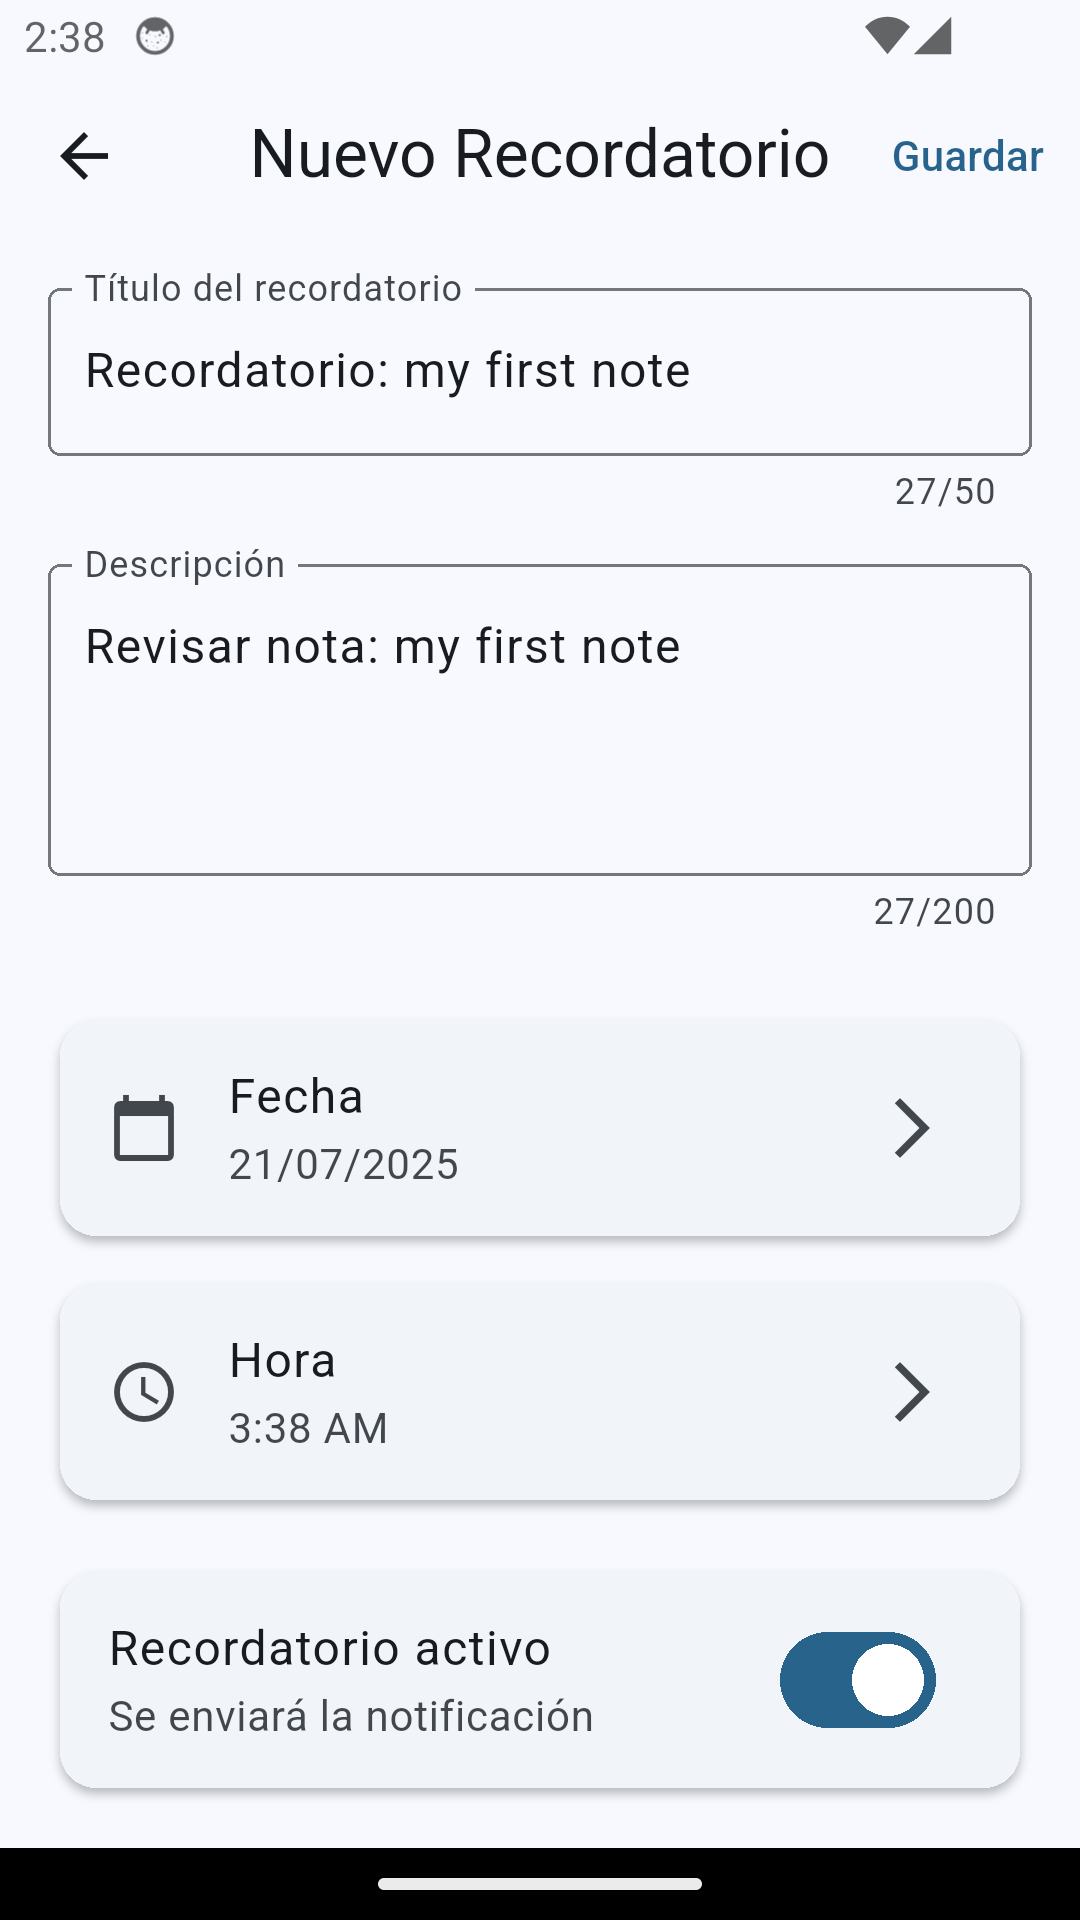 2:38
Nuevo Recordatorio
Guardar
Título del recordatorio
Recordatorio: my first note
27/50
Descripción
Revisar nota: my first note
27/200
Fecha
21/07/2025
Hora
3:38 AM
Recordatorio activo
Se enviará la notificación